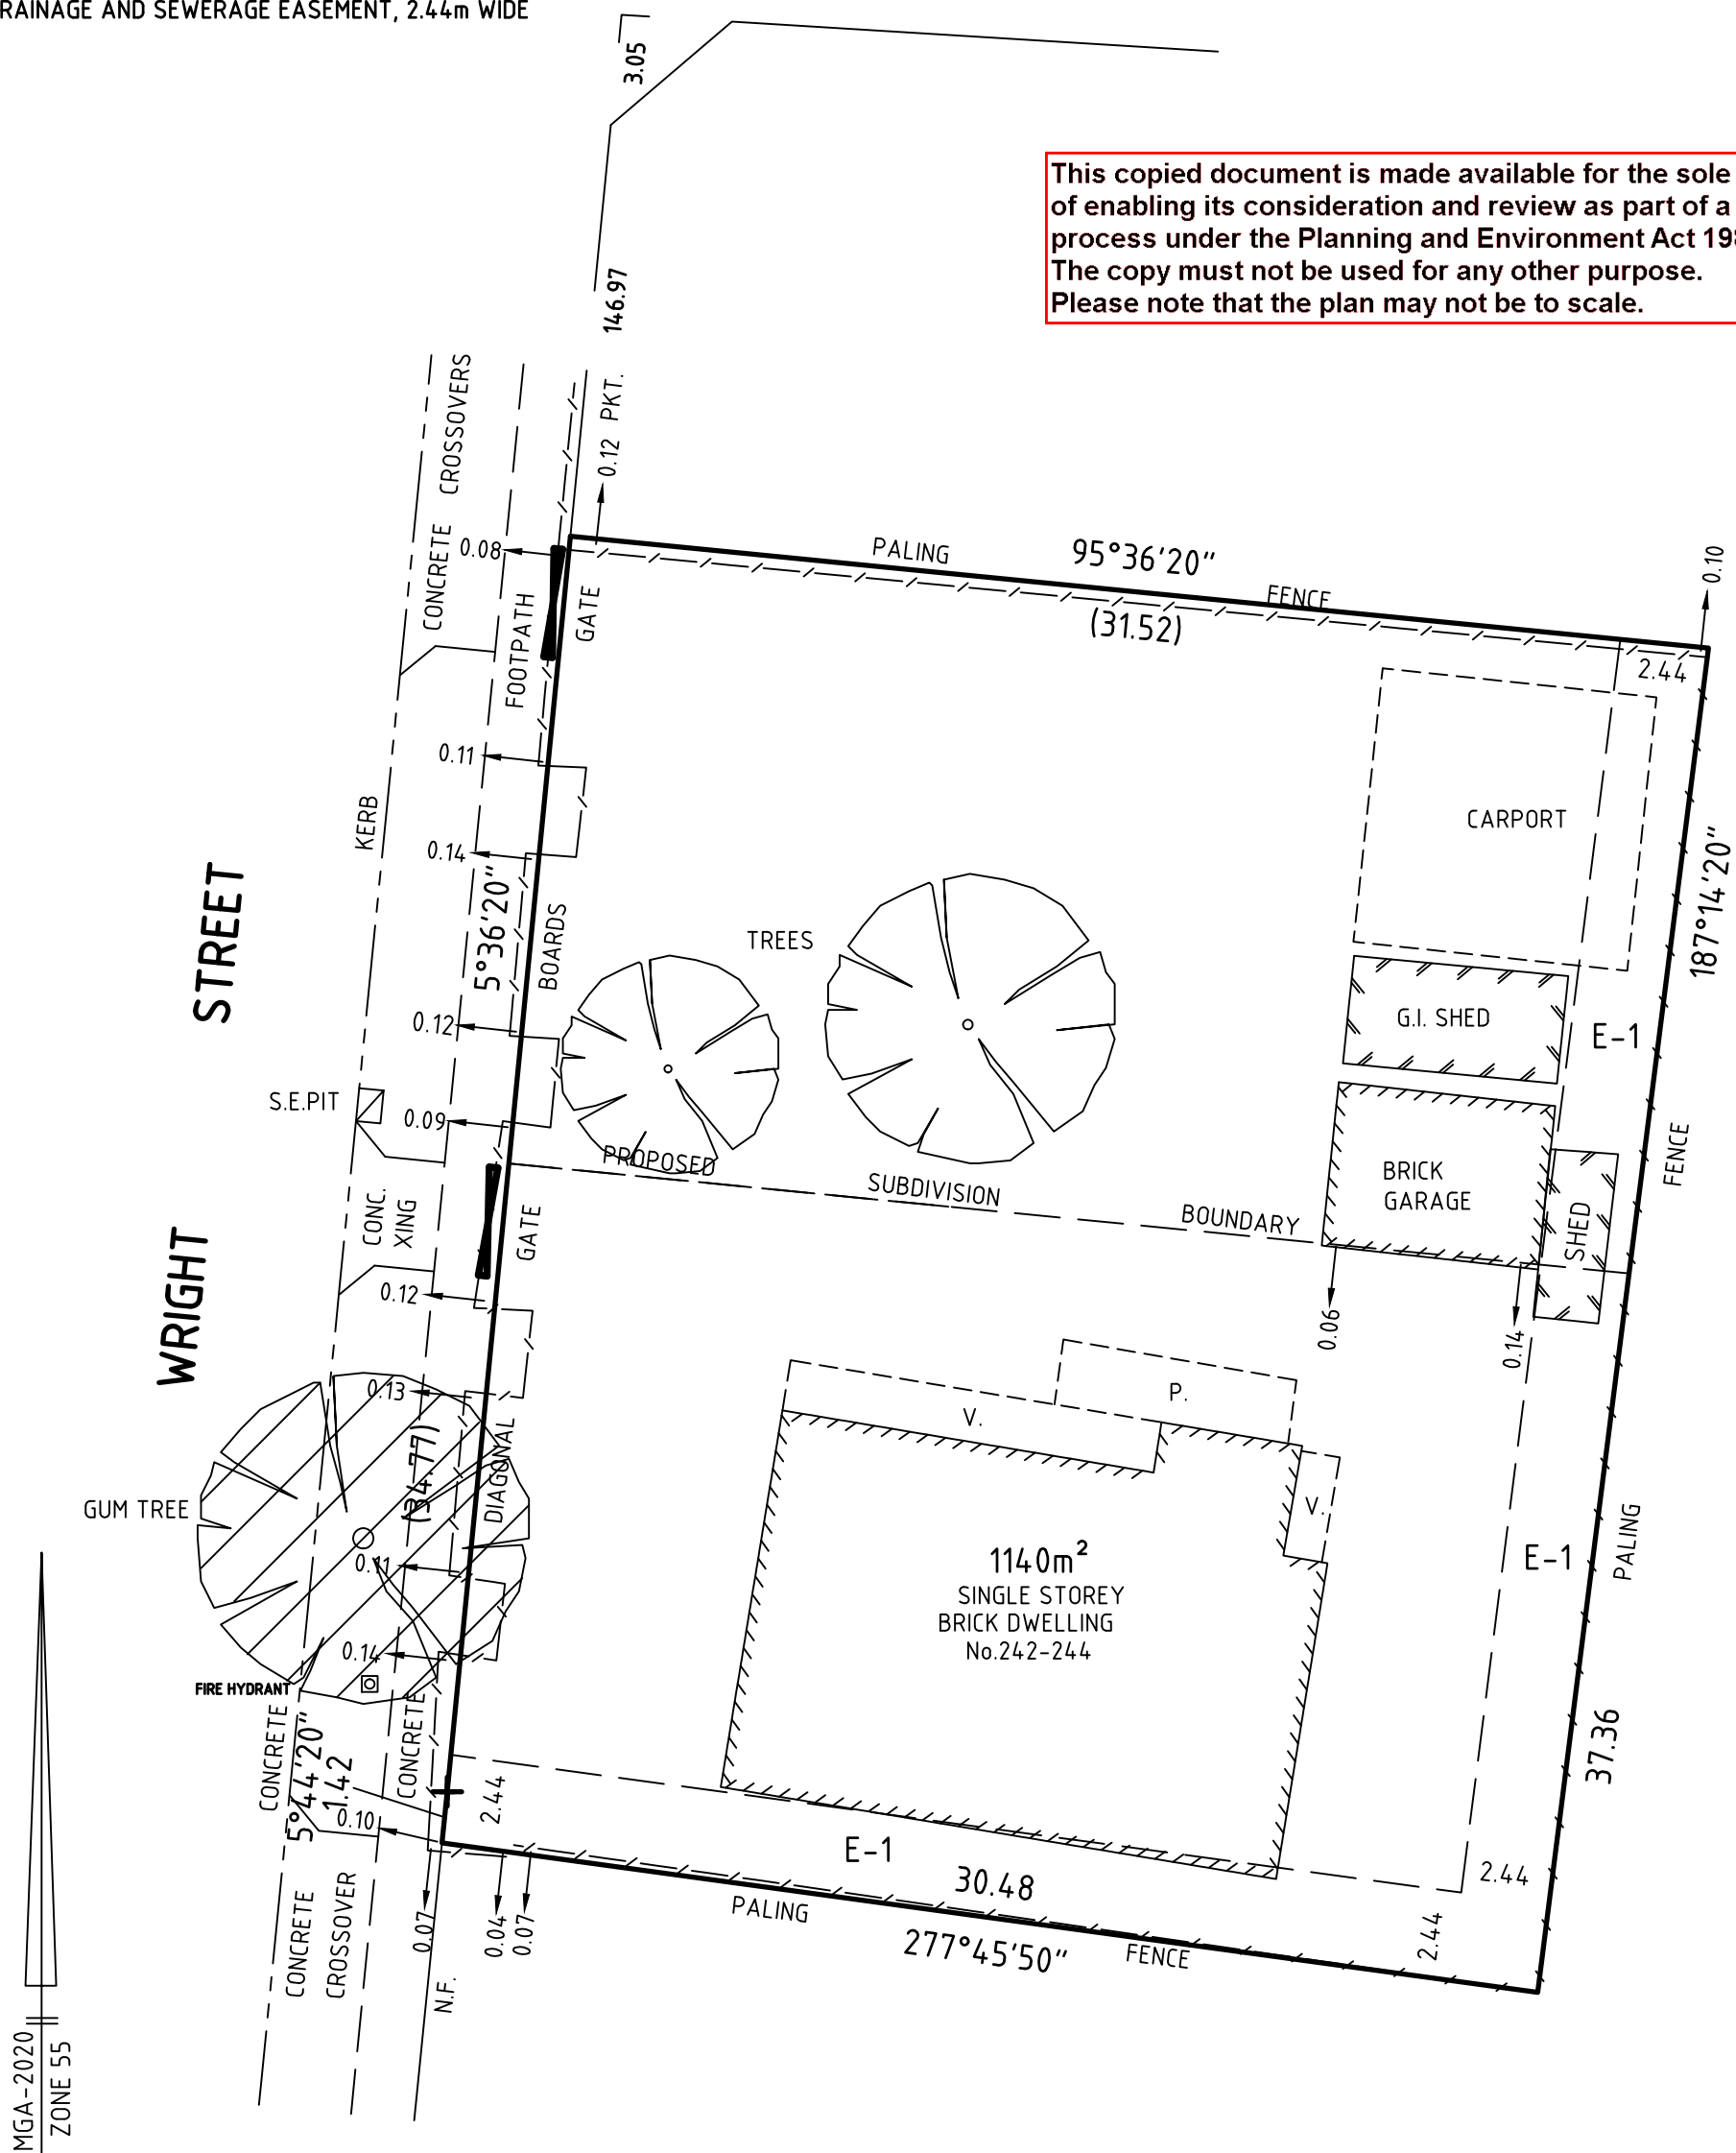 RAINAGE AND SEWERAGE EASEMENT, 2.44m WIDE
3.05
This copied document is made available for the sole
of enabling its consideration and review as part of a
process under the Planning and Environment Act 198
The copy must not be used for any other purpose.
Please note that the plan may not be to scale.
146.97
0.12 PKT.
CONCRETE CROSSOVERS
0.08
PALING
95°36'20"
FENCE
(31.52)
0.10
2.44
GATE
FOOTPATH
0.11
KERB
0.14
CARPORT
187°14'20"
STREET
5°36'20"
BOARDS
TREES
0.12
G.I. SHED
E-1
S.E.PIT
0.09
PROPOSED
SUBDIVISION
BOUNDARY
BRICK
GARAGE
SHED
FENCE
CONC.
XING
GATE
WRIGHT
0.12
0.06
0.14
0.13
P.
V.
(34.77)
DIAGONAL
GUM TREE
V.
0.11
1140m²
SINGLE STOREY
BRICK DWELLING
No.242-244
E-1
PALING
0.14
FIRE HYDRANT
CONCRETE
5°44'20"
1.42
CONCRETE
2.44
37.36
0.10
E-1
30.48
2.44
PALING
277°45'50"
FENCE
2.44
0.07
0.04
0.07
CONCRETE
CROSSOVER
N.F.
MGA-2020
ZONE 55